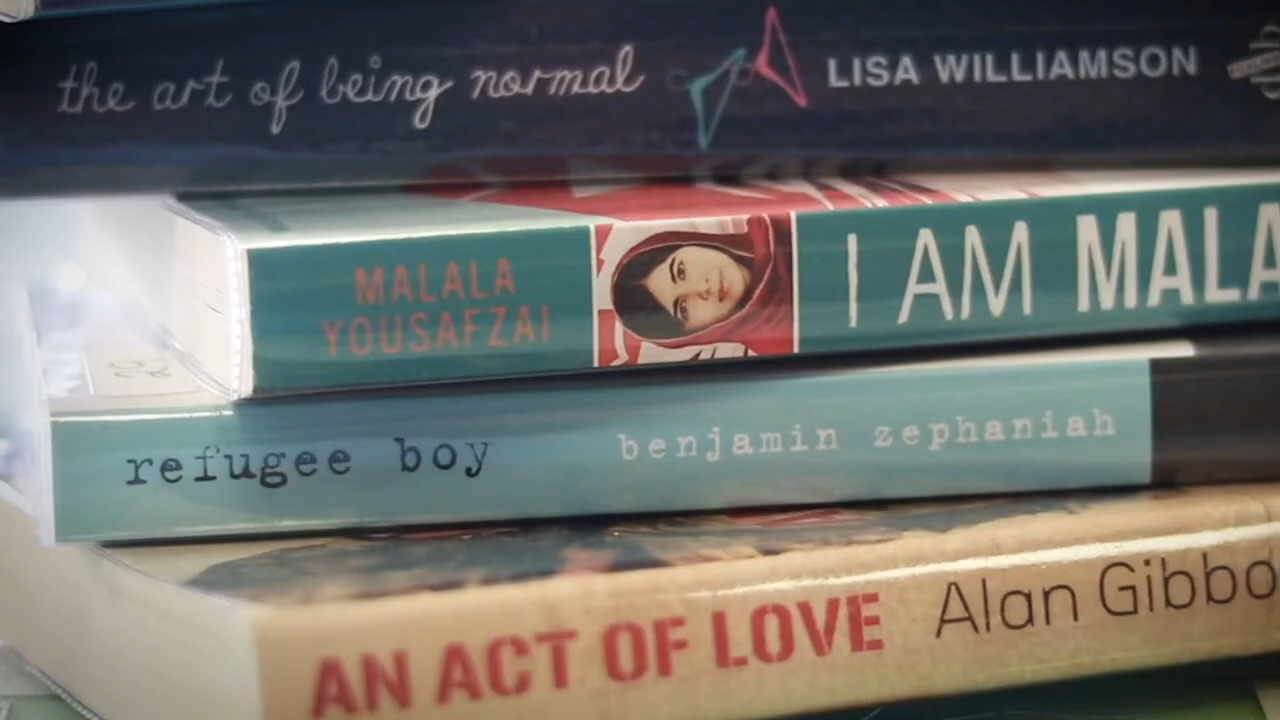 the art of being normal LISA WILLIAMSON
MALALA
YOUSAFZAI
I AM MALA
refugee boy benjamin zephaniah
AN ACT OF LOVE Alan Gibbo